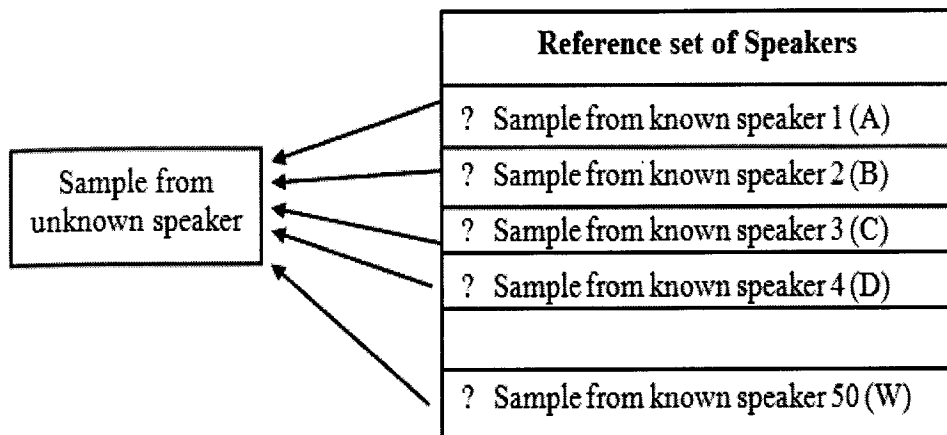 Reference set of Speakers
? Sample from known speaker 1 (A)
Sample from
unknown speaker
? Sample from known speaker 2 (B)
? Sample from known speaker 3 (C)
? Sample from known speaker 4 (D)
? Sample from known speaker 50 (W)